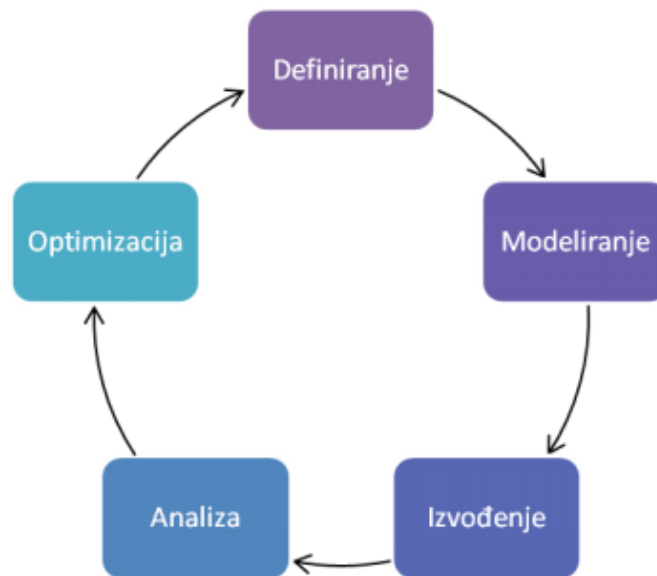 Definiranje
Modeliranje
Izvođenje
Analiza
Optimizacija